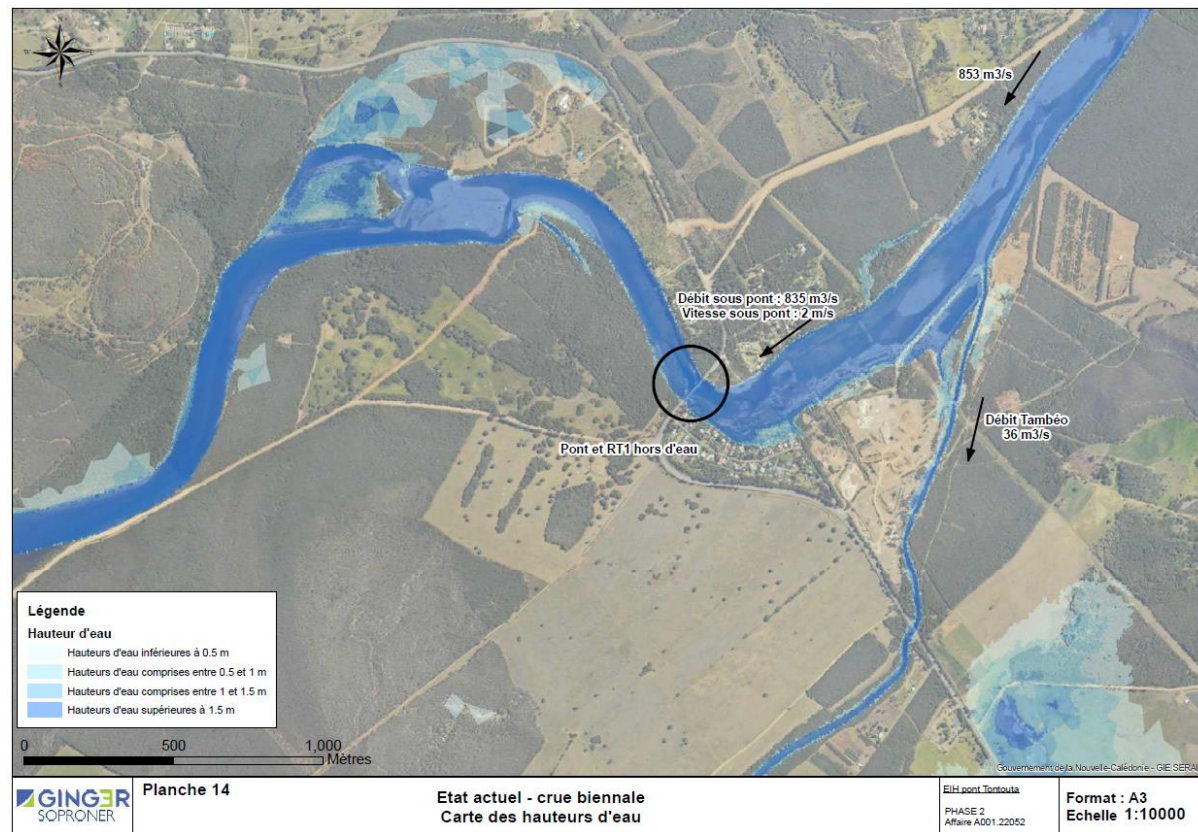 853 m3/s
Débit sous pont : 835 m3/s
Vitesse sous pont : 2 m/s
Débit Tambéo
36 m3/s
Pont et RT1 hors d'eau
Légende
Hauteur d'eau
Hauteurs d'eau inférieures à 0.5 m
Hauteurs d'eau comprises entre 0.5 et 1 m
Hauteurs d'eau comprises entre 1 et 1.5 m
Hauteurs d'eau supérieures à 1.5 m
0 500 1,000
Mètres
Gouvernement de la Nouvelle-Calédonie - GIE SERAI
GINGER
SOPRONER
Planche 14
Etat actuel - crue biennale
Carte des hauteurs d'eau
EIH pont Tontouta
PHASE 2
Affaire A001.22052
Format : A3
Echelle 1:10000